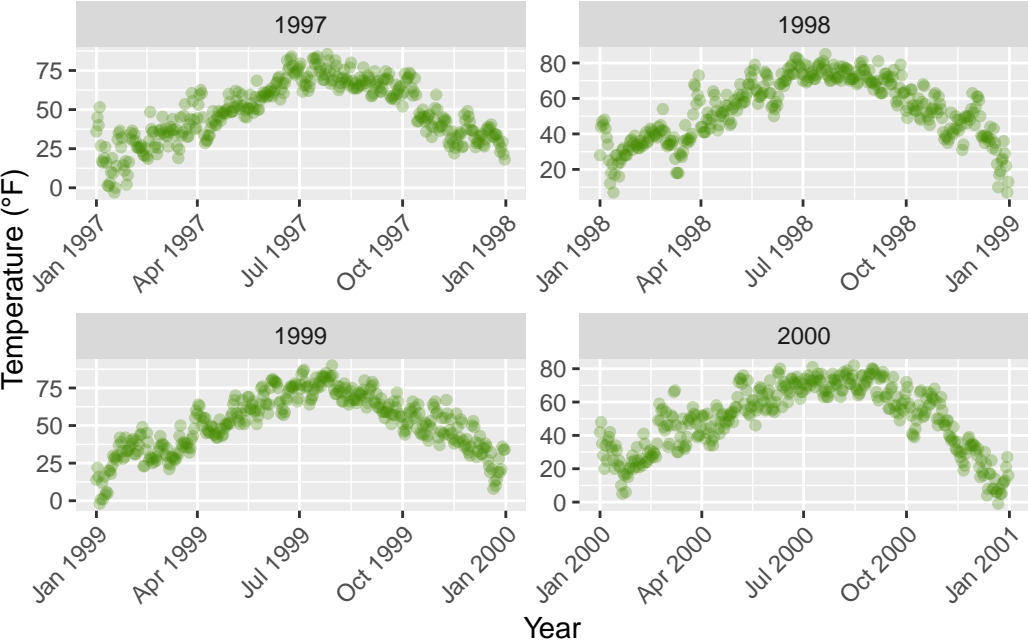 1997
1998
75
50
25
0
80
60
40
20
Jan 1997
Apr 1997
Jul 1997
Oct 1997
Jan 1998
Jan 1998
Apr 1998
Jul 1998
Oct 1998
Jan 1999
Temperature (°F)
1999
2000
75
50
25
0
80
60
40
20
0
Jan 1999
Apr 1999
Jul 1999
Oct 1999
Jan 2000
Jan 2000
Apr 2000
Jul 2000
Oct 2000
Jan 2001
Year